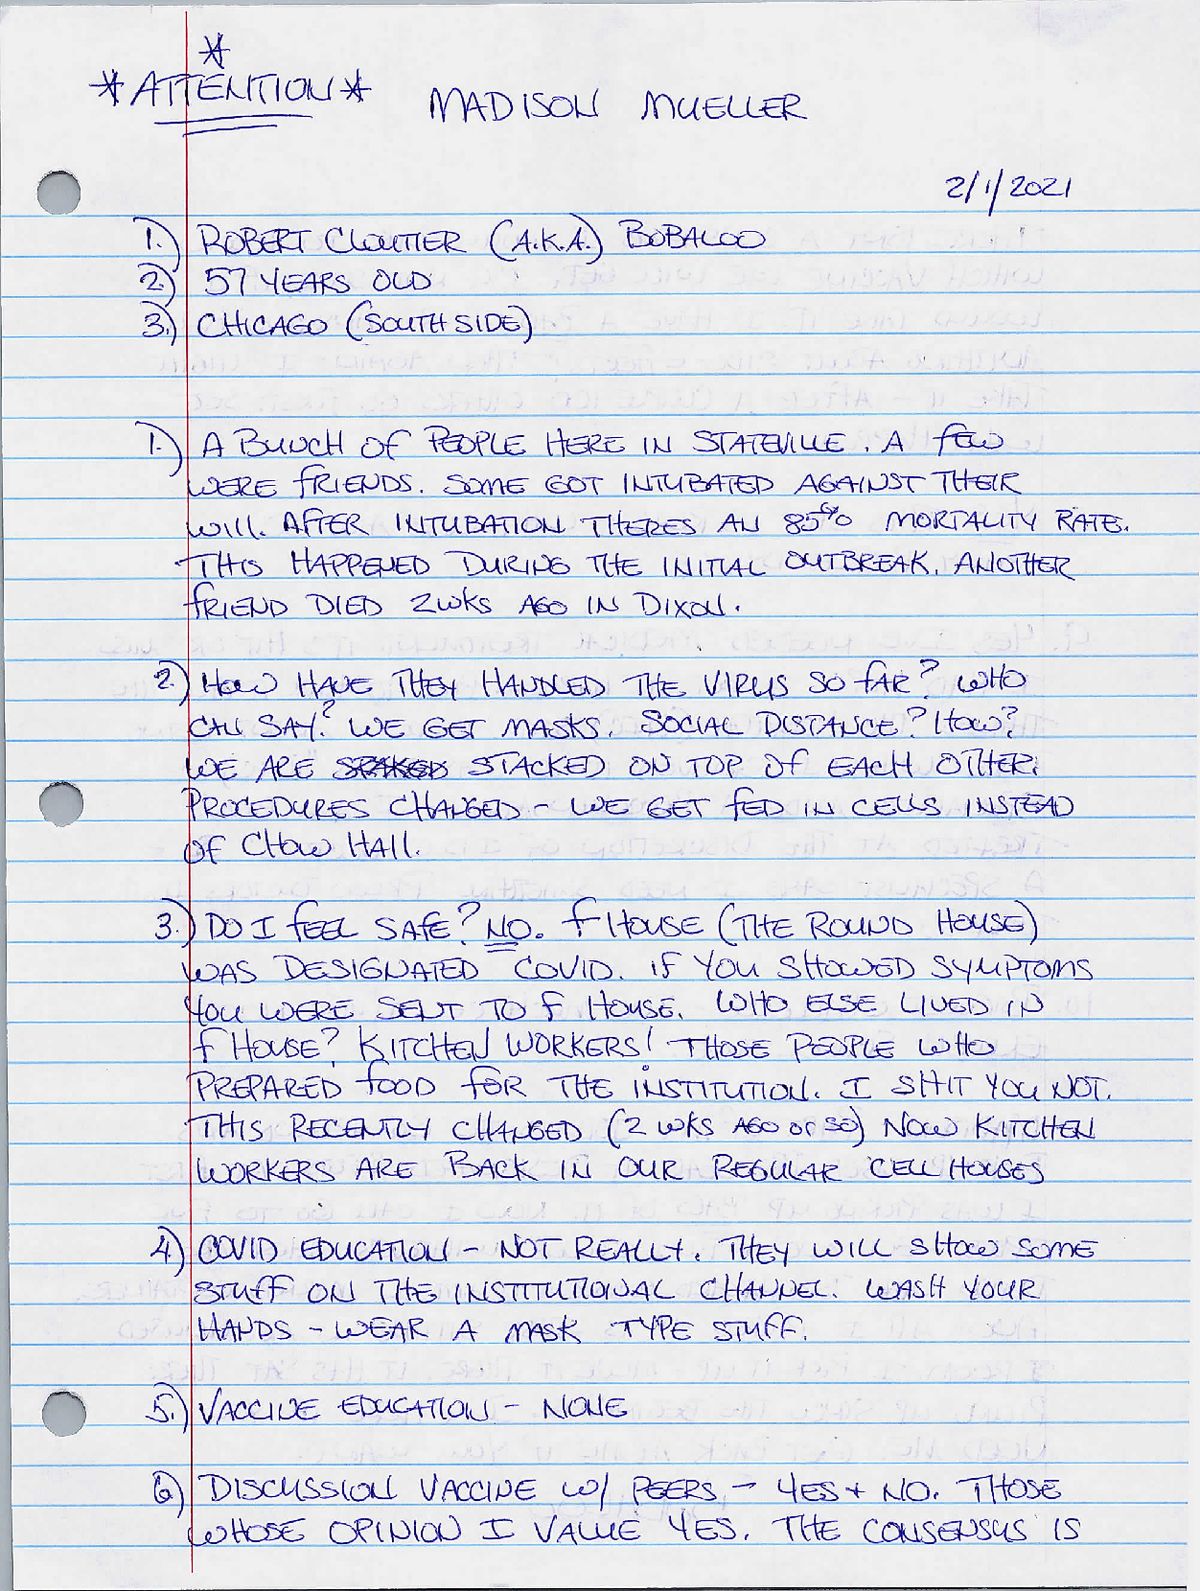 *
*ATTENTION* MADISON MUELLER
2/1/2021
1.) ROBERT CLOUTIER (A.K.A.) BOBALOO
2.) 57 YEARS OLD
3.) CHICAGO (SOUTH SIDE)
1.) A BUNCH OF PEOPLE HERE IN STATEVILLE. A FEW
WERE FRIENDS. SOME GOT INTUBATED AGAINST THEIR
WILL. AFTER INTUBATION THERES AN 85% MORTALITY RATE.
THIS HAPPENED DURING THE INITIAL OUTBREAK. ANOTHER
FRIEND DIED 2WKS AGO IN DIXON.
2.) HOW HAVE THEY HANDLED THE VIRUS SO FAR? WHO
CAN SAY? WE GET MASKS. SOCIAL DISTANCE? HOW?
WE ARE STACKED ON TOP OF EACH OTHER.
PROCEDURES CHANGED - WE GET FED IN CELLS INSTEAD
OF CHOW HALL.
3.) DO I FEEL SAFE? NO. F HOUSE (THE ROUND HOUSE)
WAS DESIGNATED COVID. IF YOU SHOWED SYMPTOMS
YOU WERE SENT TO F HOUSE. WHO ELSE LIVED IN
F HOUSE? KITCHEN WORKERS! THOSE PEOPLE WHO
PREPARED FOOD FOR THE INSTITUTION. I SHIT YOU NOT.
THIS RECENTLY CHANGED (2 WKS AGO OR SO) NOW KITCHEN
WORKERS ARE BACK IN OUR REGULAR CELL HOUSES
4.) COVID EDUCATION - NOT REALLY. THEY WILL SHOW SOME
STUFF ON THE INSTITUTIONAL CHANNEL. WASH YOUR
HANDS - WEAR A MASK TYPE STUFF.
5.) VACCINE EDUCATION - NONE
6.) DISCUSSION VACCINE W/ PEERS - YES + NO. THOSE
WHOSE OPINION I VALUE YES. THE CONSENSUS IS